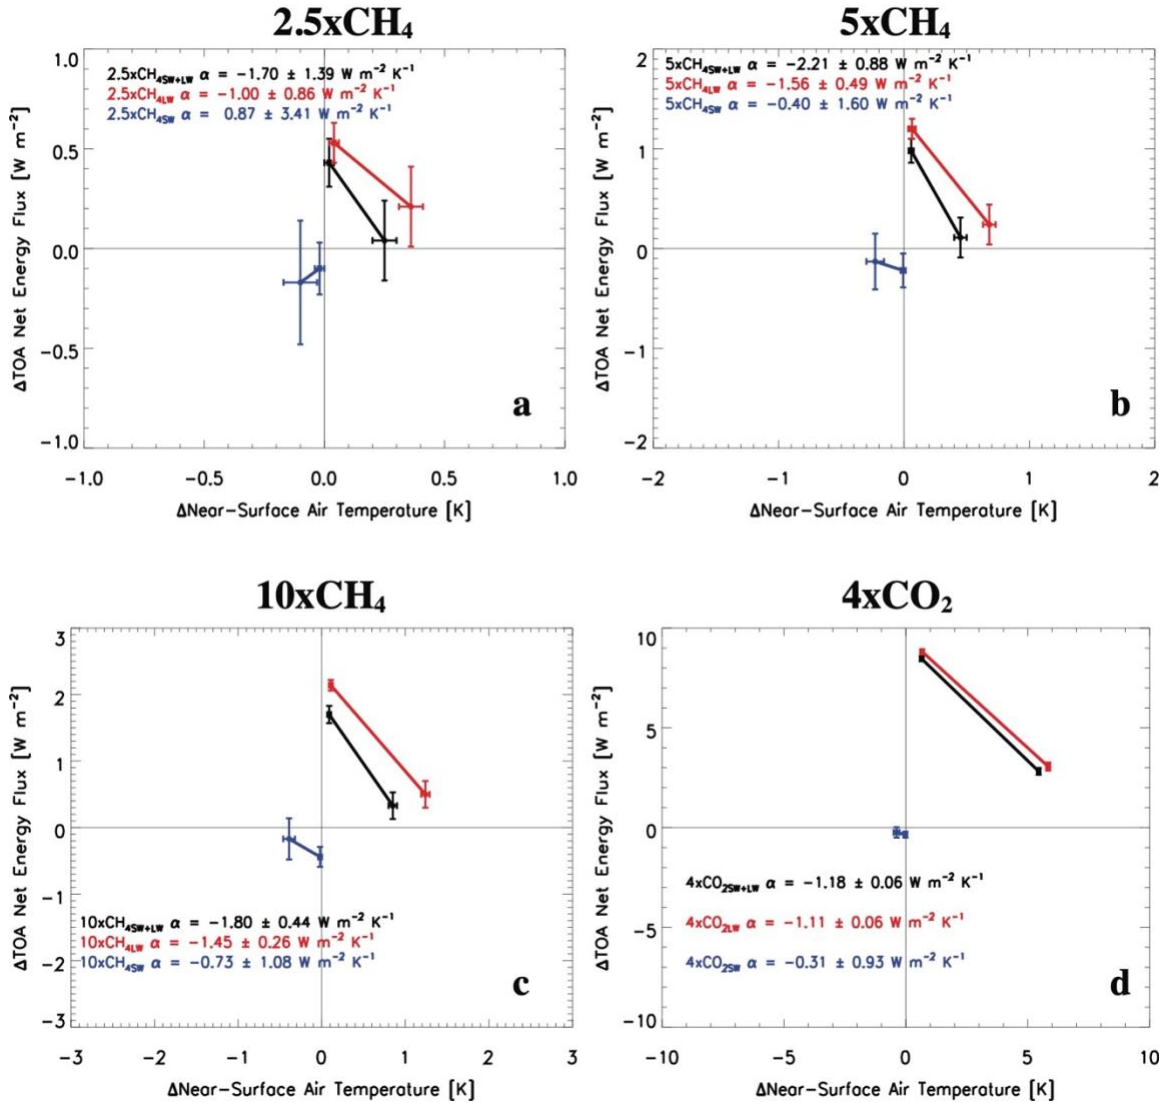 2.5xCH₄
2.5xCH₄SW+LW α = −1.70 ± 1.39 W m⁻² K⁻¹
2.5xCH₄LW α = −1.00 ± 0.86 W m⁻² K⁻¹
2.5xCH₄SW α = 0.87 ± 3.41 W m⁻² K⁻¹
1.0
0.5
0.0
−0.5
−1.0
ΔTOA Net Energy Flux [W m⁻²]
a
−1.0 −0.5 0.0 0.5 1.0
ΔNear−Surface Air Temperature [K]
5xCH₄
5xCH₄SW+LW α = −2.21 ± 0.88 W m⁻² K⁻¹
5xCH₄LW α = −1.56 ± 0.49 W m⁻² K⁻¹
5xCH₄SW α = −0.40 ± 1.60 W m⁻² K⁻¹
2
1
0
−1
−2
ΔTOA Net Energy Flux [W m⁻²]
b
−2 −1 0 1 2
ΔNear−Surface Air Temperature [K]
10xCH₄
3
2
1
0
−1
−2
−3
ΔTOA Net Energy Flux [W m⁻²]
10xCH₄SW+LW α = −1.80 ± 0.44 W m⁻² K⁻¹
10xCH₄LW α = −1.45 ± 0.26 W m⁻² K⁻¹
10xCH₄SW α = −0.73 ± 1.08 W m⁻² K⁻¹
c
−3 −2 −1 0 1 2 3
ΔNear−Surface Air Temperature [K]
4xCO₂
10
5
0
−5
−10
ΔTOA Net Energy Flux [W m⁻²]
4xCO₂SW+LW α = −1.18 ± 0.06 W m⁻² K⁻¹
4xCO₂LW α = −1.11 ± 0.06 W m⁻² K⁻¹
4xCO₂SW α = −0.31 ± 0.93 W m⁻² K⁻¹
d
−10 −5 0 5 10
ΔNear−Surface Air Temperature [K]